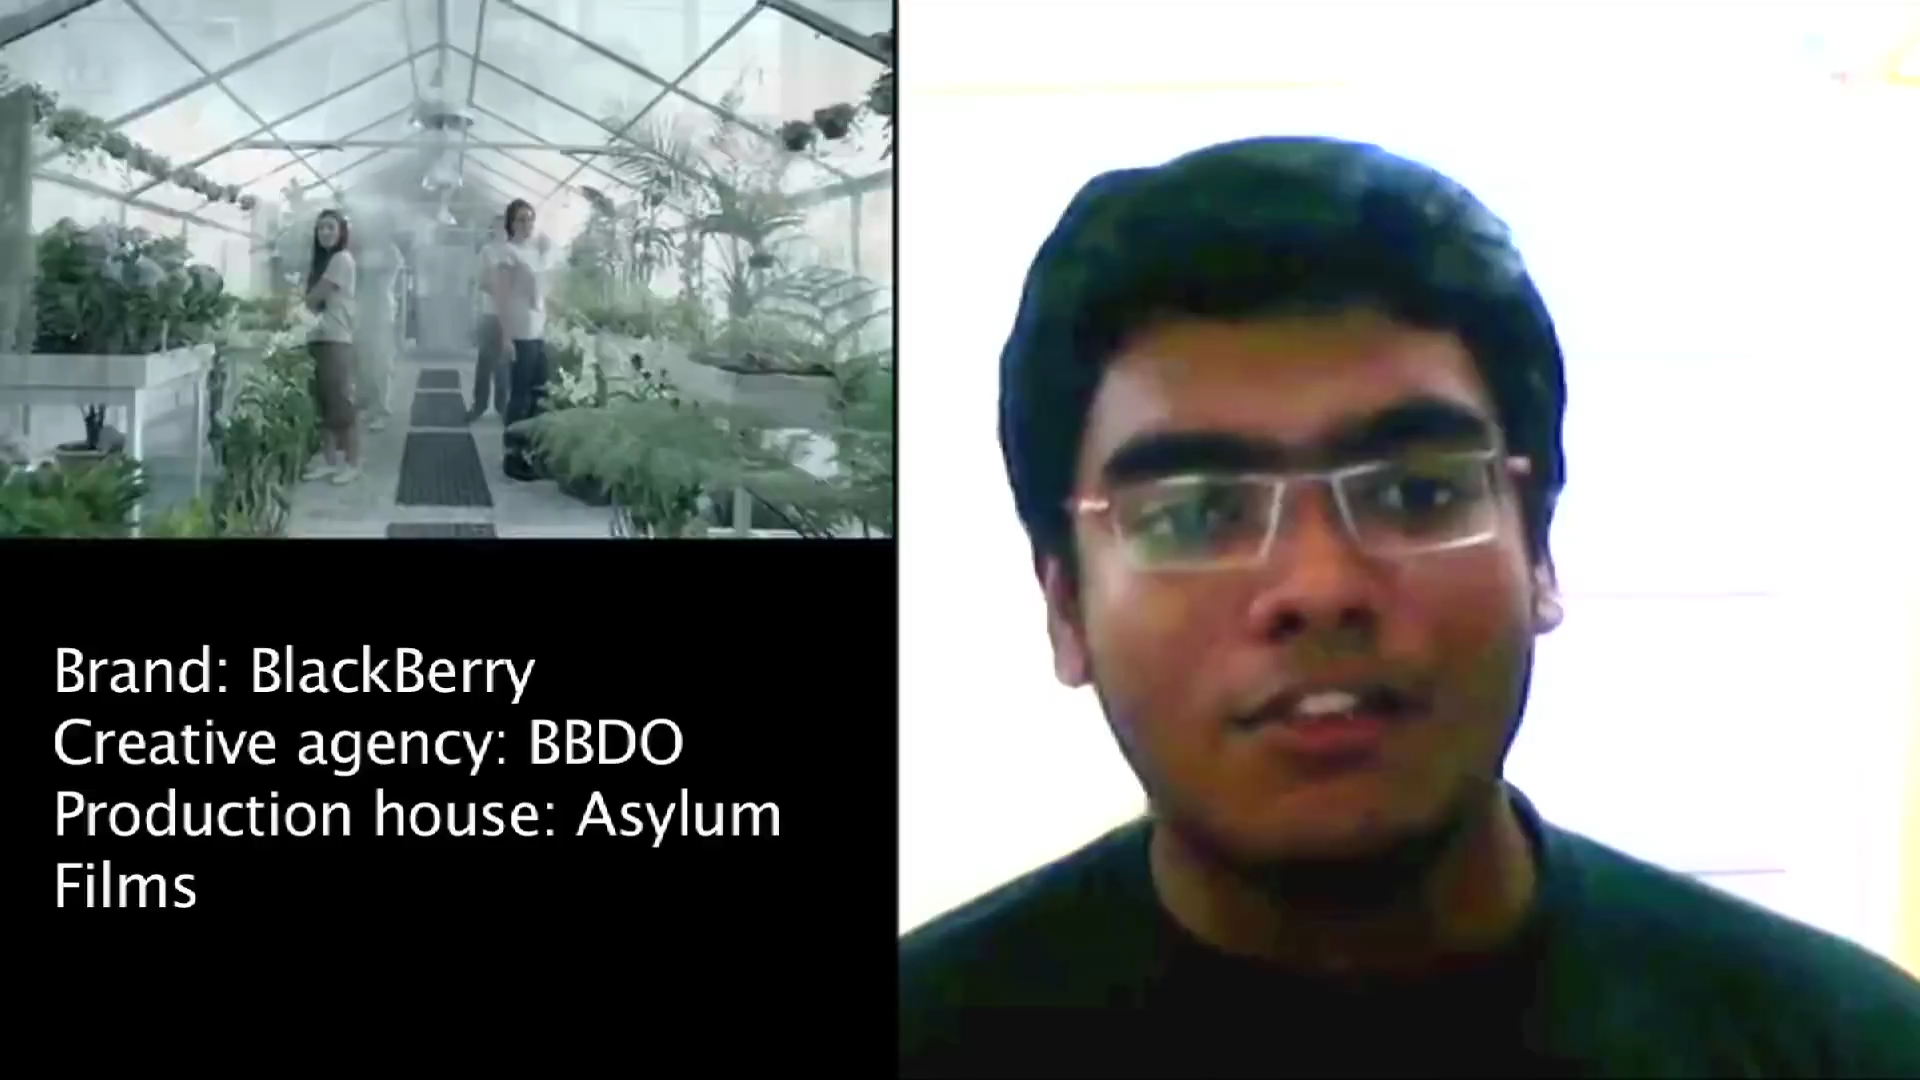 Brand: BlackBerry
Creative agency: BBDO
Production house: Asylum
Films